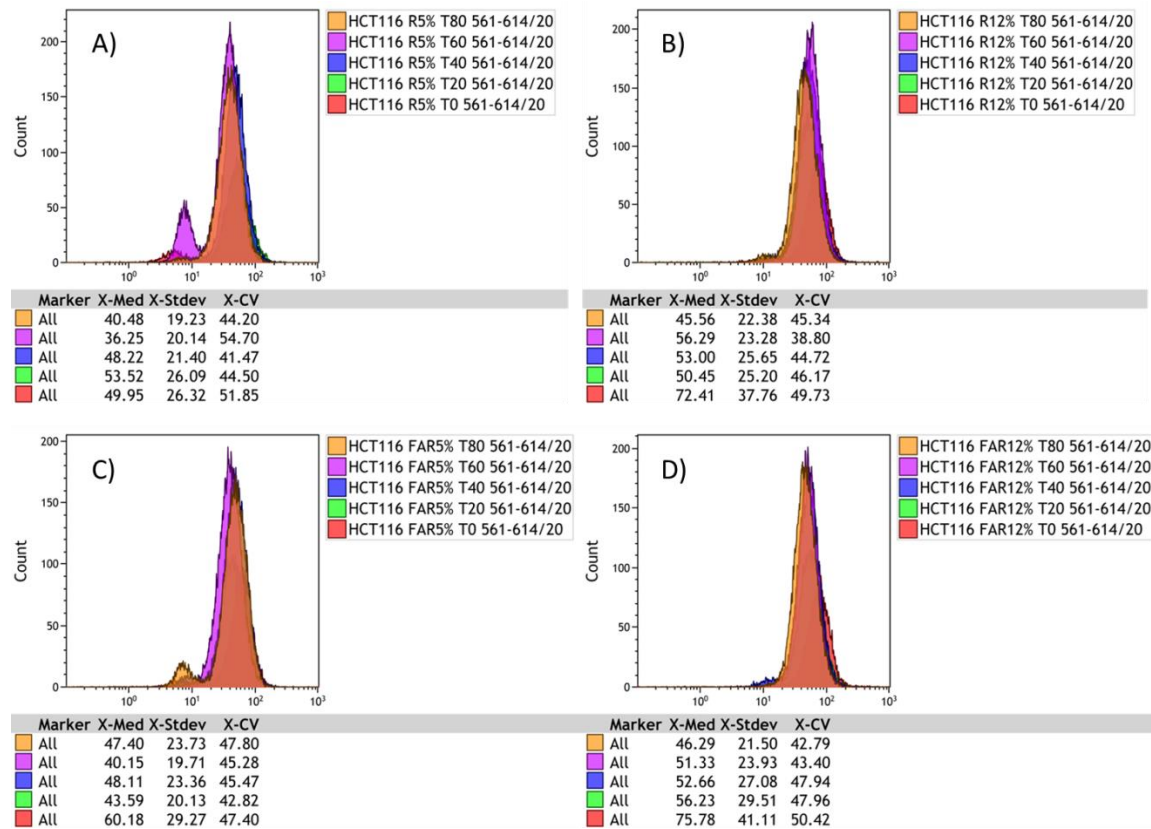 A)
HCT116 R5% T80 561-614/20
HCT116 R5% T60 561-614/20
HCT116 R5% T40 561-614/20
HCT116 R5% T20 561-614/20
HCT116 R5% T0 561-614/20
Count
200
150
100
50
0
10⁰ 10¹ 10² 10³
Marker X-Med X-Stdev X-CV
All 40.48 19.23 44.20
All 36.25 20.14 54.70
All 48.22 21.40 41.47
All 53.52 26.09 44.50
All 49.95 26.32 51.85
B)
HCT116 R12% T80 561-614/20
HCT116 R12% T60 561-614/20
HCT116 R12% T40 561-614/20
HCT116 R12% T20 561-614/20
HCT116 R12% T0 561-614/20
Count
200
150
100
50
0
10⁰ 10¹ 10² 10³
Marker X-Med X-Stdev X-CV
All 45.56 22.38 45.34
All 56.29 23.28 38.80
All 53.00 25.65 44.72
All 50.45 25.20 46.17
All 72.41 37.76 49.73
C)
HCT116 FAR5% T80 561-614/20
HCT116 FAR5% T60 561-614/20
HCT116 FAR5% T40 561-614/20
HCT116 FAR5% T20 561-614/20
HCT116 FAR5% T0 561-614/20
Count
200
150
100
50
0
10⁰ 10¹ 10² 10³
Marker X-Med X-Stdev X-CV
All 47.40 23.73 47.80
All 40.15 19.71 45.28
All 48.11 23.36 45.47
All 43.59 20.13 42.82
All 60.18 29.27 47.40
D)
HCT116 FAR12% T80 561-614/20
HCT116 FAR12% T60 561-614/20
HCT116 FAR12% T40 561-614/20
HCT116 FAR12% T20 561-614/20
HCT116 FAR12% T0 561-614/20
Count
200
150
100
50
0
10⁰ 10¹ 10² 10³
Marker X-Med X-Stdev X-CV
All 46.29 21.50 42.79
All 51.33 23.93 43.40
All 52.66 27.08 47.94
All 56.23 29.51 47.96
All 75.78 41.11 50.42